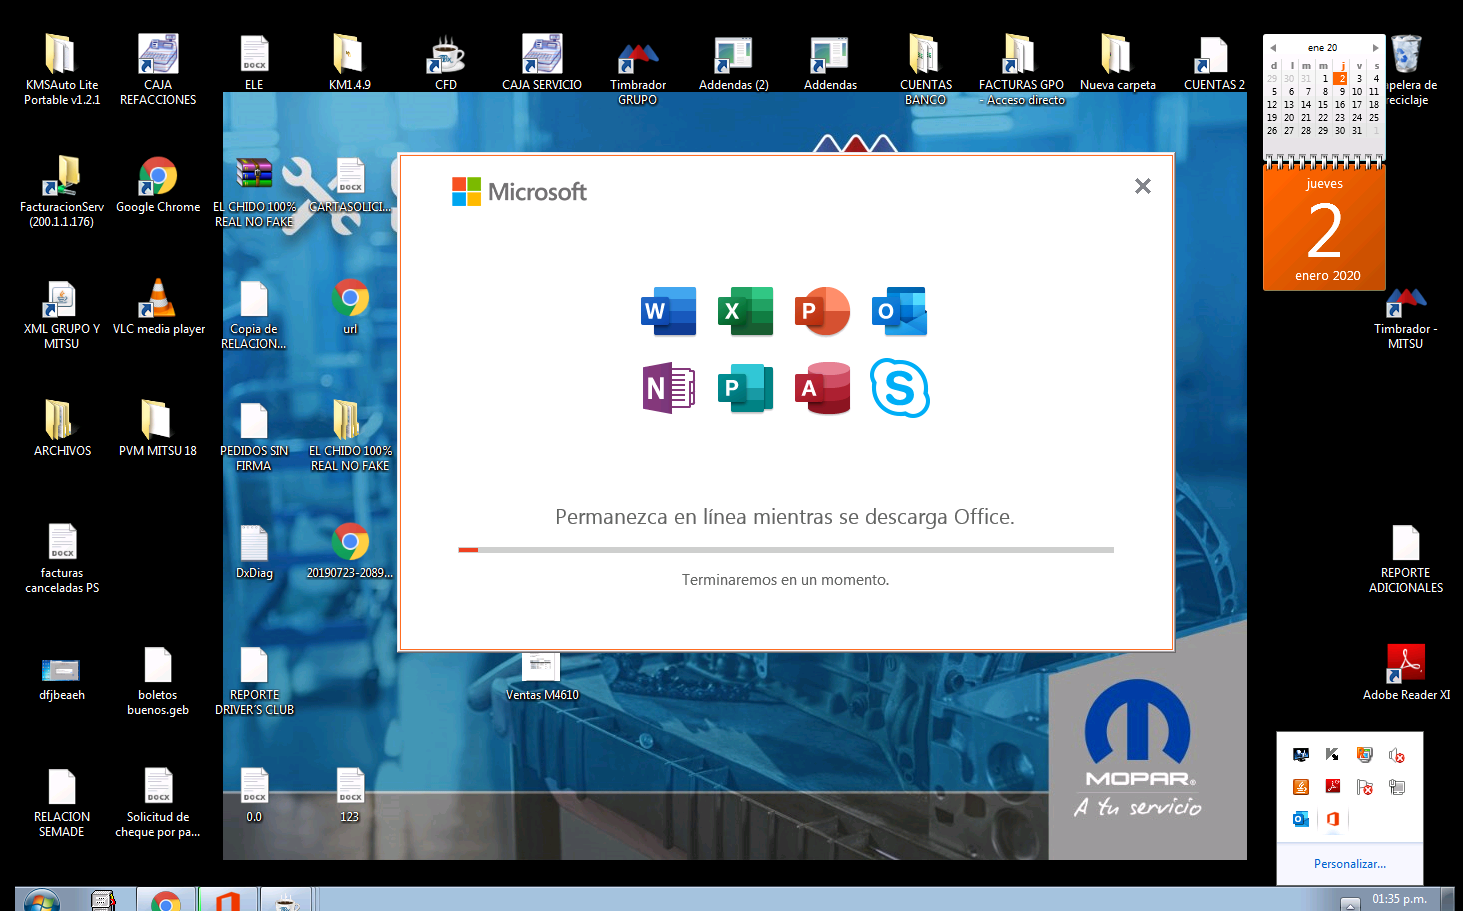 KMSAuto Lite
Portable v1.2.1
CAJA
REFACCIONES
ELE
KM1.4.9
CFD
CAJA SERVICIO
Timbrador
GRUPO
Addendas (2)
Addendas
CUENTAS
BANCO
FACTURAS GPO
- Acceso directo
Nueva carpeta
CUENTAS 2
ene 20
d l m m j v s
29 30 31 1 2 3 4
5 6 7 8 9 10 11
12 13 14 15 16 17 18
19 20 21 22 23 24 25
26 27 28 29 30 31 1
jueves
2
enero 2020
pelera de
reciclaje
FacturacionServ
(200.1.1.176)
Google Chrome
EL CHIDO 100%
REAL NO FAKE
DOCX
CARTASOLICI...
Microsoft
W X P O
N P A S
Permanezca en línea mientras se descarga Office.
Terminaremos en un momento.
XML GRUPO Y
MITSU
VLC media player
Copia de
RELACION...
url
Timbrador -
MITSU
ARCHIVOS
PVM MITSU 18
PEDIDOS SIN
FIRMA
EL CHIDO 100%
REAL NO FAKE
DOCX
facturas
canceladas PS
DxDiag
20190723-2089...
REPORTE
ADICIONALES
dfjbeaeh
boletos
buenos.geb
REPORTE
DRIVER´S CLUB
Ventas M4610
Adobe Reader XI
RELACION
SEMADE
DOCX
Solicitud de
cheque por pa...
DOCX
0.0
DOCX
123
MOPAR®
A tu servicio
Personalizar...
01:35 p.m.